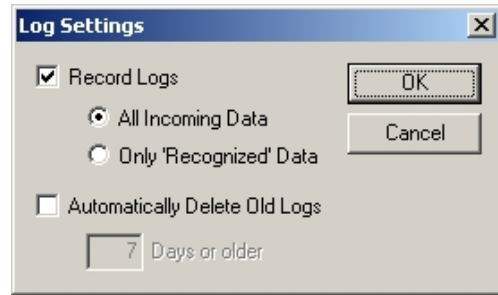 Log Settings
Record Logs
OK
All Incoming Data
Cancel
Only 'Recognized' Data
Automatically Delete Old Logs
7 Days or older